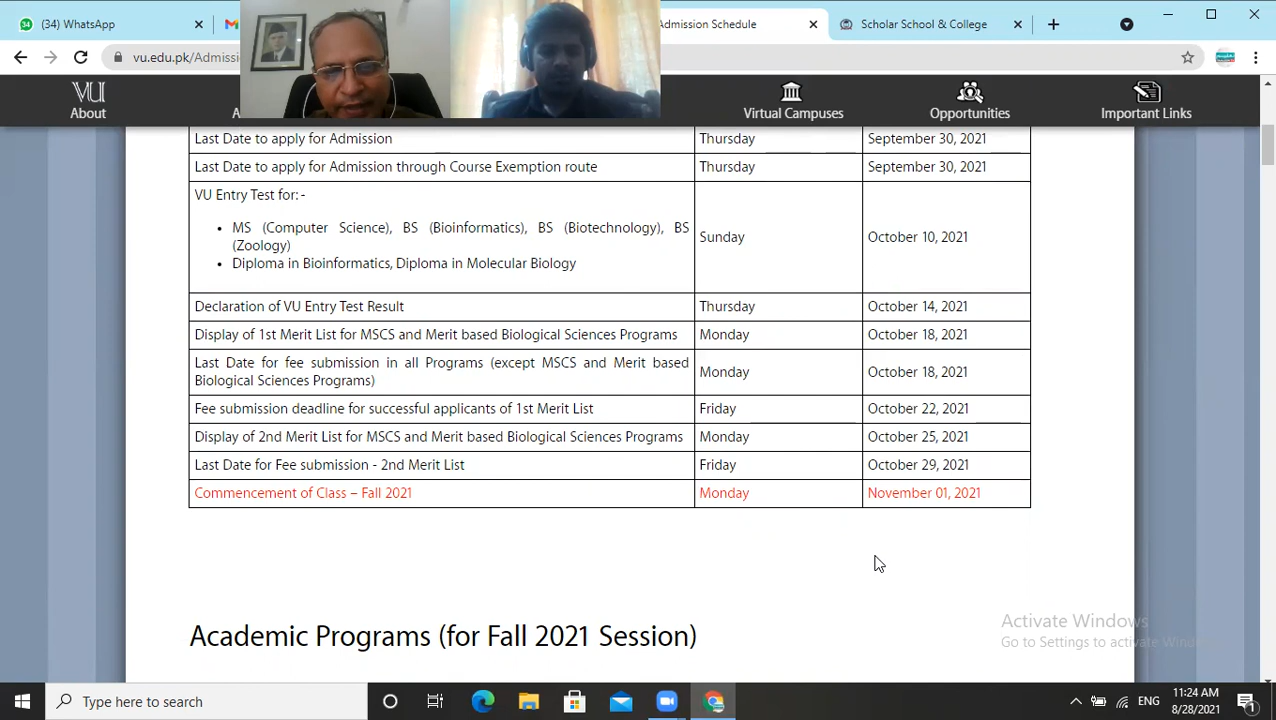 34 (34) WhatsApp
Admission Schedule
Scholar School & College
vu.edu.pk/Admissi
VU
About
Virtual Campuses
Opportunities
Important Links
Last Date to apply for Admission Thursday September 30, 2021
Last Date to apply for Admission through Course Exemption route Thursday September 30, 2021
VU Entry Test for: -
• MS (Computer Science), BS (Bioinformatics), BS (Biotechnology), BS
(Zoology)
• Diploma in Bioinformatics, Diploma in Molecular Biology
Sunday October 10, 2021
Declaration of VU Entry Test Result Thursday October 14, 2021
Display of 1st Merit List for MSCS and Merit based Biological Sciences Programs Monday October 18, 2021
Last Date for fee submission in all Programs (except MSCS and Merit based
Biological Sciences Programs)
Monday October 18, 2021
Fee submission deadline for successful applicants of 1st Merit List Friday October 22, 2021
Display of 2nd Merit List for MSCS and Merit based Biological Sciences Programs Monday October 25, 2021
Last Date for Fee submission - 2nd Merit List Friday October 29, 2021
Commencement of Class – Fall 2021 Monday November 01, 2021
Academic Programs (for Fall 2021 Session)
Activate Windows
Go to Settings to activate Windows.
Type here to search
ENG
11:24 AM
8/28/2021
1